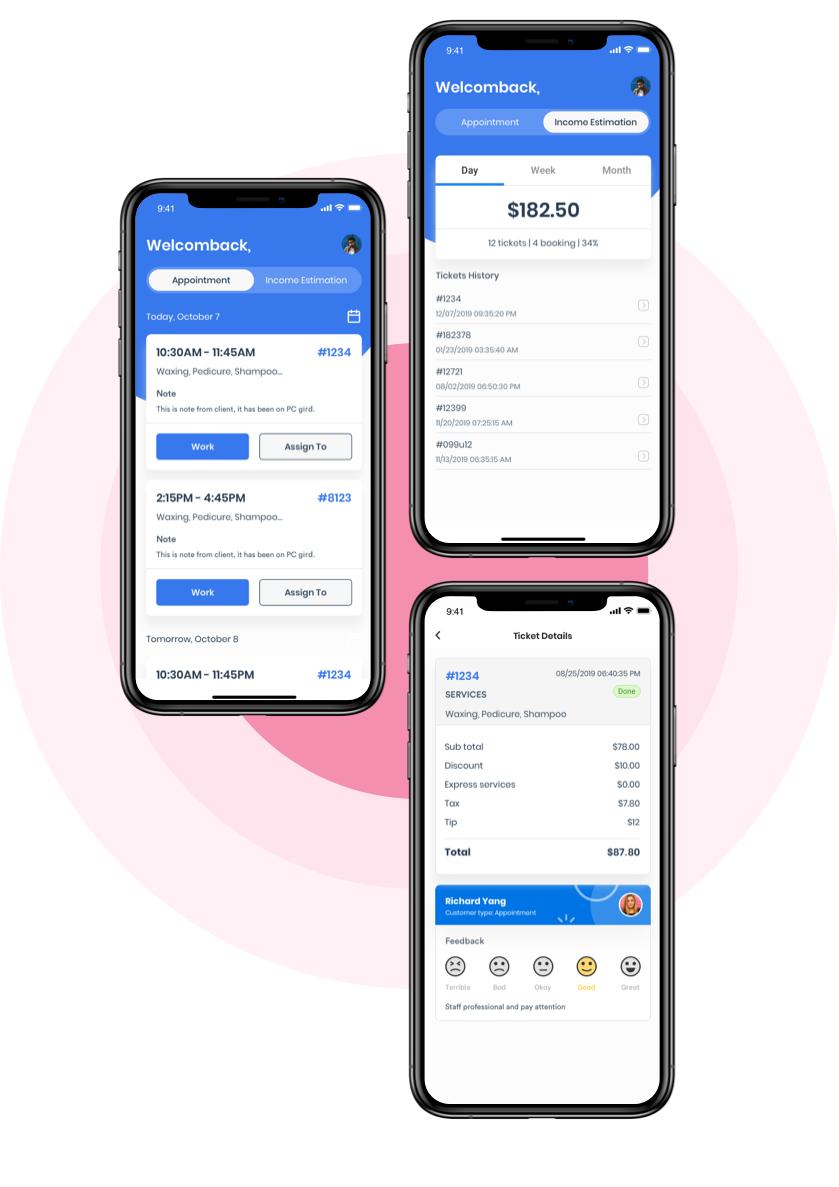 9:41
Welcomback,
Appointment Income Estimation
Today, October 7
10:30AM - 11:45AM #1234
Waxing, Pedicure, Shampoo...
Note
This is note from client, it has been on PC gird.
Work Assign To
2:15PM - 4:45PM #8123
Waxing, Pedicure, Shampoo...
Note
This is note from client, it has been on PC gird.
Work Assign To
Tomorrow, October 8
10:30AM - 11:45PM #1234
9:41
Welcomback,
Appointment Income Estimation
Day Week Month
$182.50
12 tickets | 4 booking | 34%
Tickets History
#1234
12/07/2019 09:35:20 PM
#182378
01/23/2019 03:35:40 AM
#12721
08/02/2019 06:50:30 PM
#12399
11/20/2019 07:25:15 AM
#099u12
11/13/2019 06:35:15 AM
9:41
Ticket Details
#1234 08/25/2019 06:40:35 PM
SERVICES Done
Waxing, Pedicure, Shampoo
Sub total $78.00
Discount $10.00
Express services $0.00
Tax $7.80
Tip $12
Total $87.80
Richard Yang
Customer type: Appointment
Feedback
Terrible Bad Okay Good Great
Staff professional and pay attention